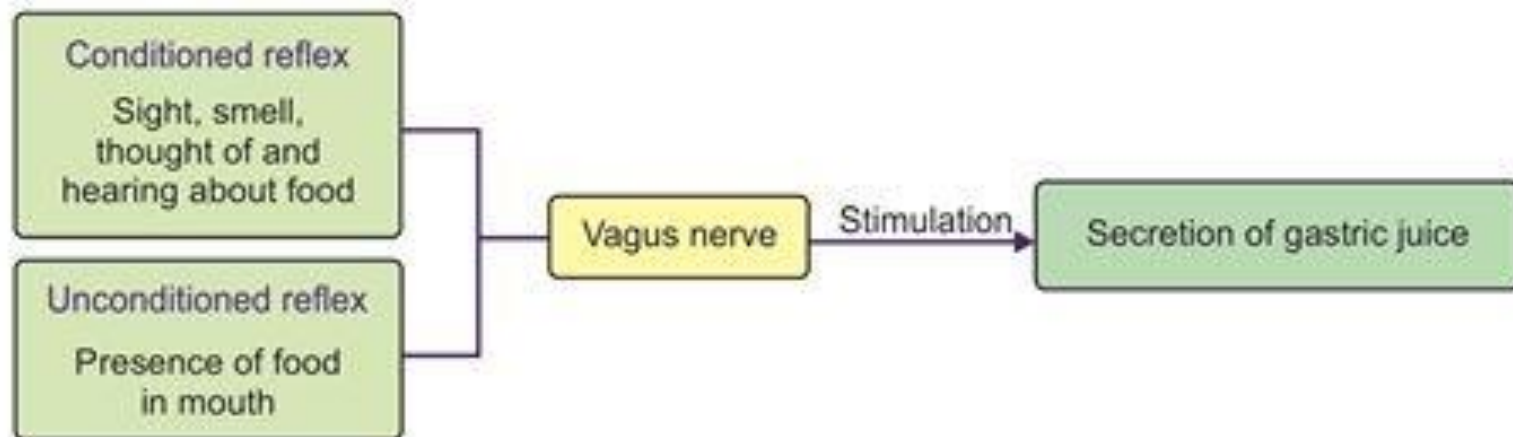 Conditioned reflex
Sight, smell,
thought of and
hearing about food
Unconditioned reflex
Presence of food
in mouth
Vagus nerve
Stimulation
Secretion of gastric juice